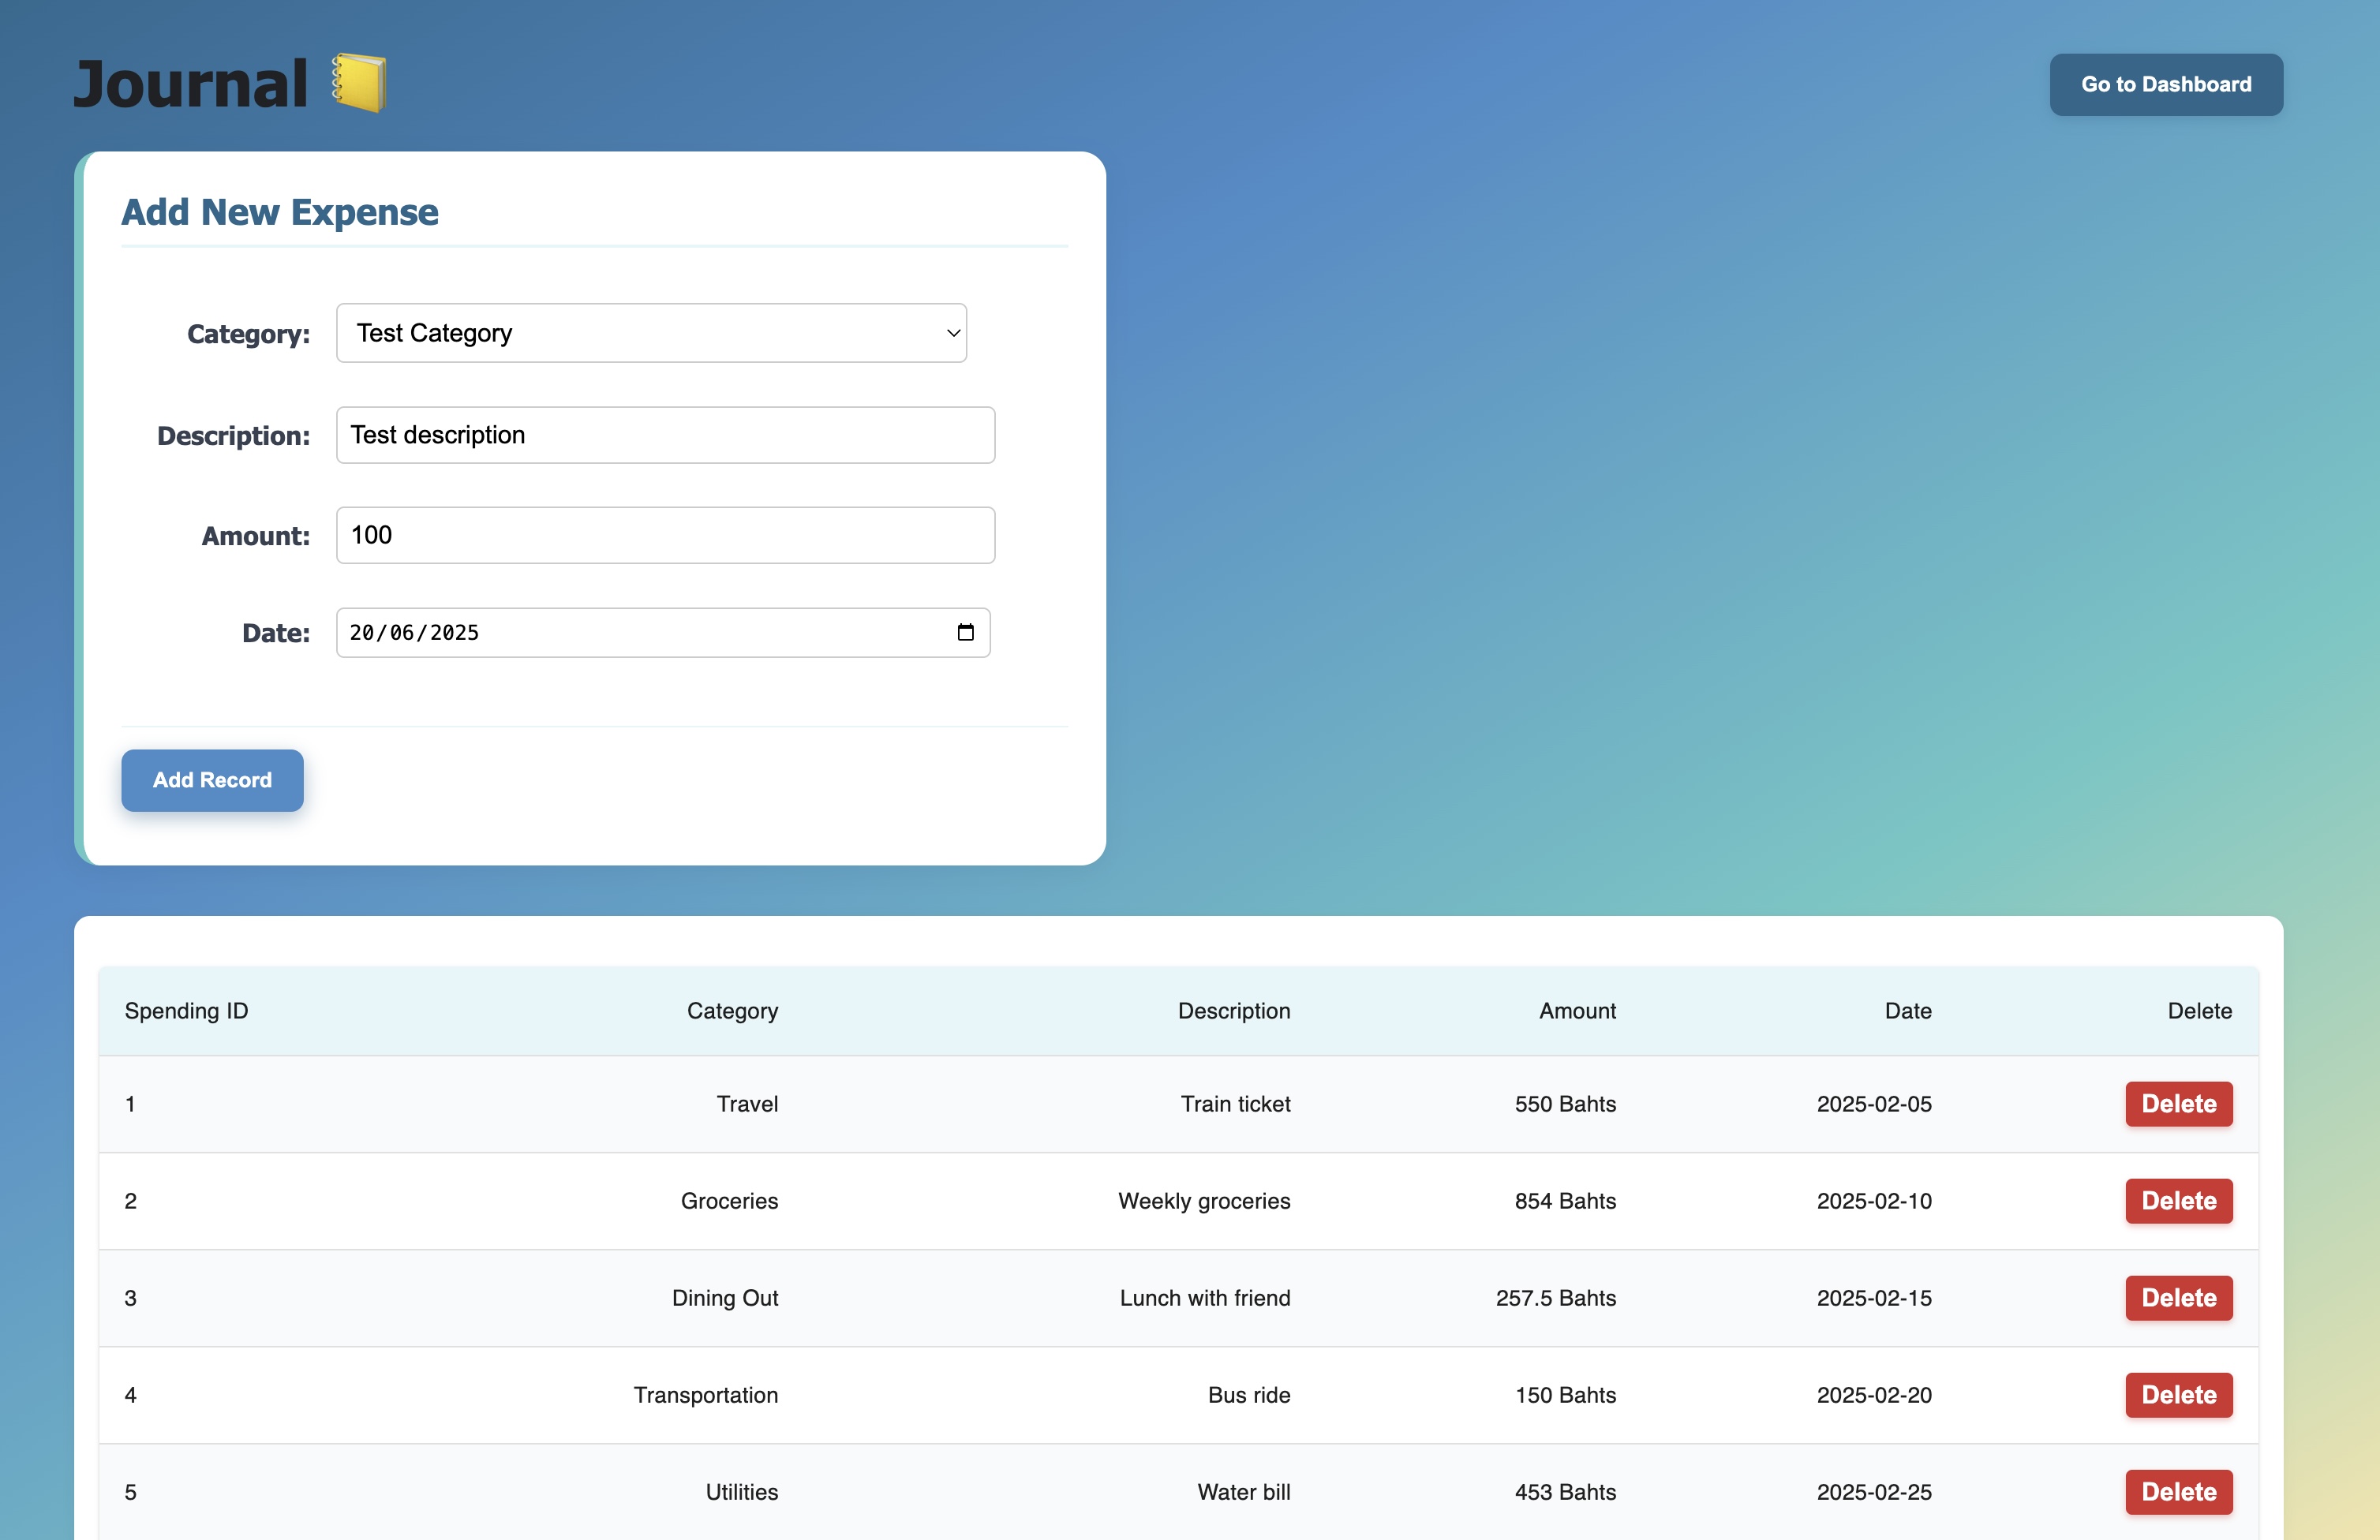 Journal
Go to Dashboard
Add New Expense
Category: Test Category
Description: Test description
Amount: 100
Date: 20/06/2025
Add Record
Spending ID Category Description Amount Date Delete
1 Travel Train ticket 550 Bahts 2025-02-05 Delete
2 Groceries Weekly groceries 854 Bahts 2025-02-10 Delete
3 Dining Out Lunch with friend 257.5 Bahts 2025-02-15 Delete
4 Transportation Bus ride 150 Bahts 2025-02-20 Delete
5 Utilities Water bill 453 Bahts 2025-02-25 Delete